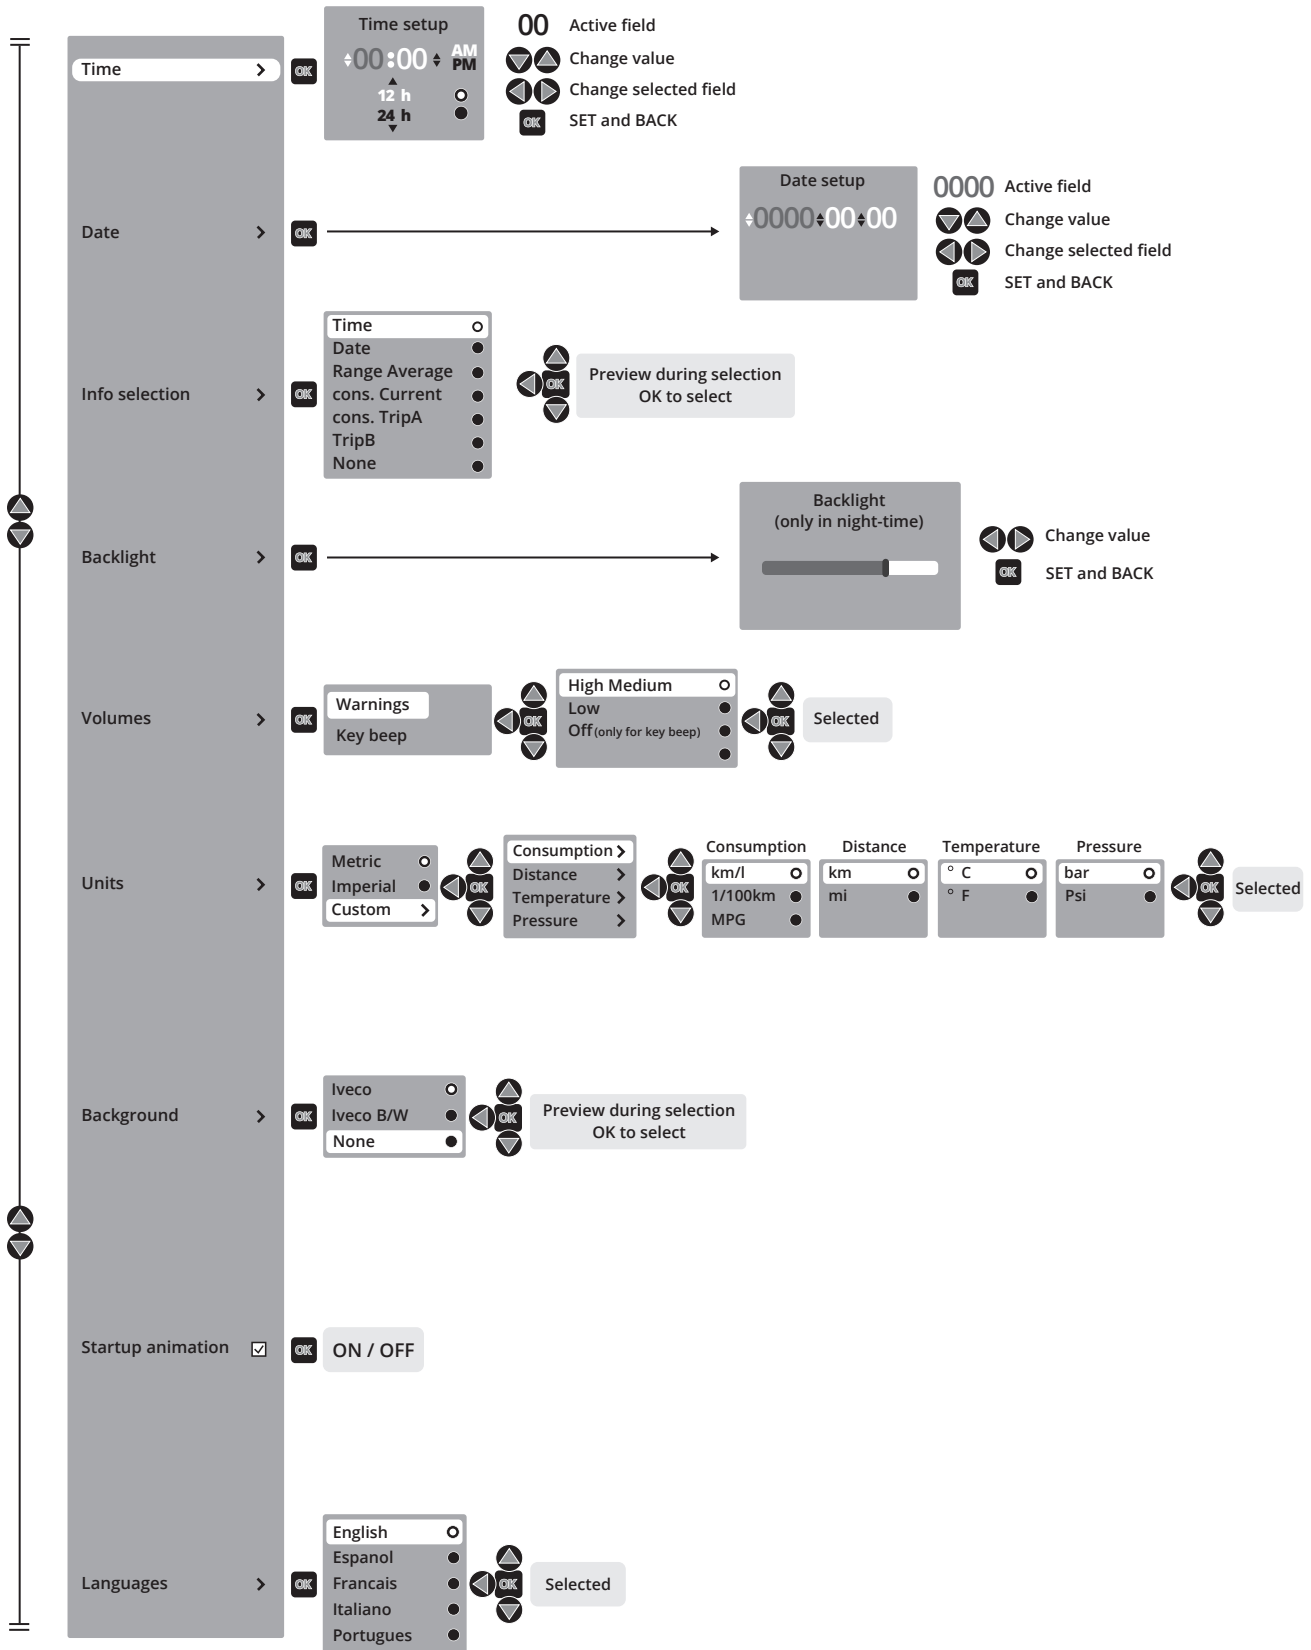 Time
OK
Time setup
00:00 AM
PM
12 h
24 h
00 Active field
Change value
Change selected field
OK SET and BACK
Date
OK
Date setup
0000 00 00
0000 Active field
Change value
Change selected field
OK SET and BACK
Info selection
OK
Time
Date
Range Average
cons. Current
cons. TripA
TripB
None
OK
Preview during selection
OK to select
Backlight
OK
Backlight
(only in night-time)
Change value
OK SET and BACK
Volumes
OK
Warnings
Key beep
OK
High Medium
Low
Off (only for key beep)
OK
Selected
Units
OK
Metric
Imperial
Custom
OK
Consumption
Distance
Temperature
Pressure
OK
Consumption
km/l
1/100km
MPG
Distance
km
mi
Temperature
° C
° F
Pressure
bar
Psi
OK
Selected
Background
OK
Iveco
Iveco B/W
None
OK
Preview during selection
OK to select
Startup animation
OK
ON / OFF
Languages
OK
English
Espanol
Francais
Italiano
Portugues
OK
Selected